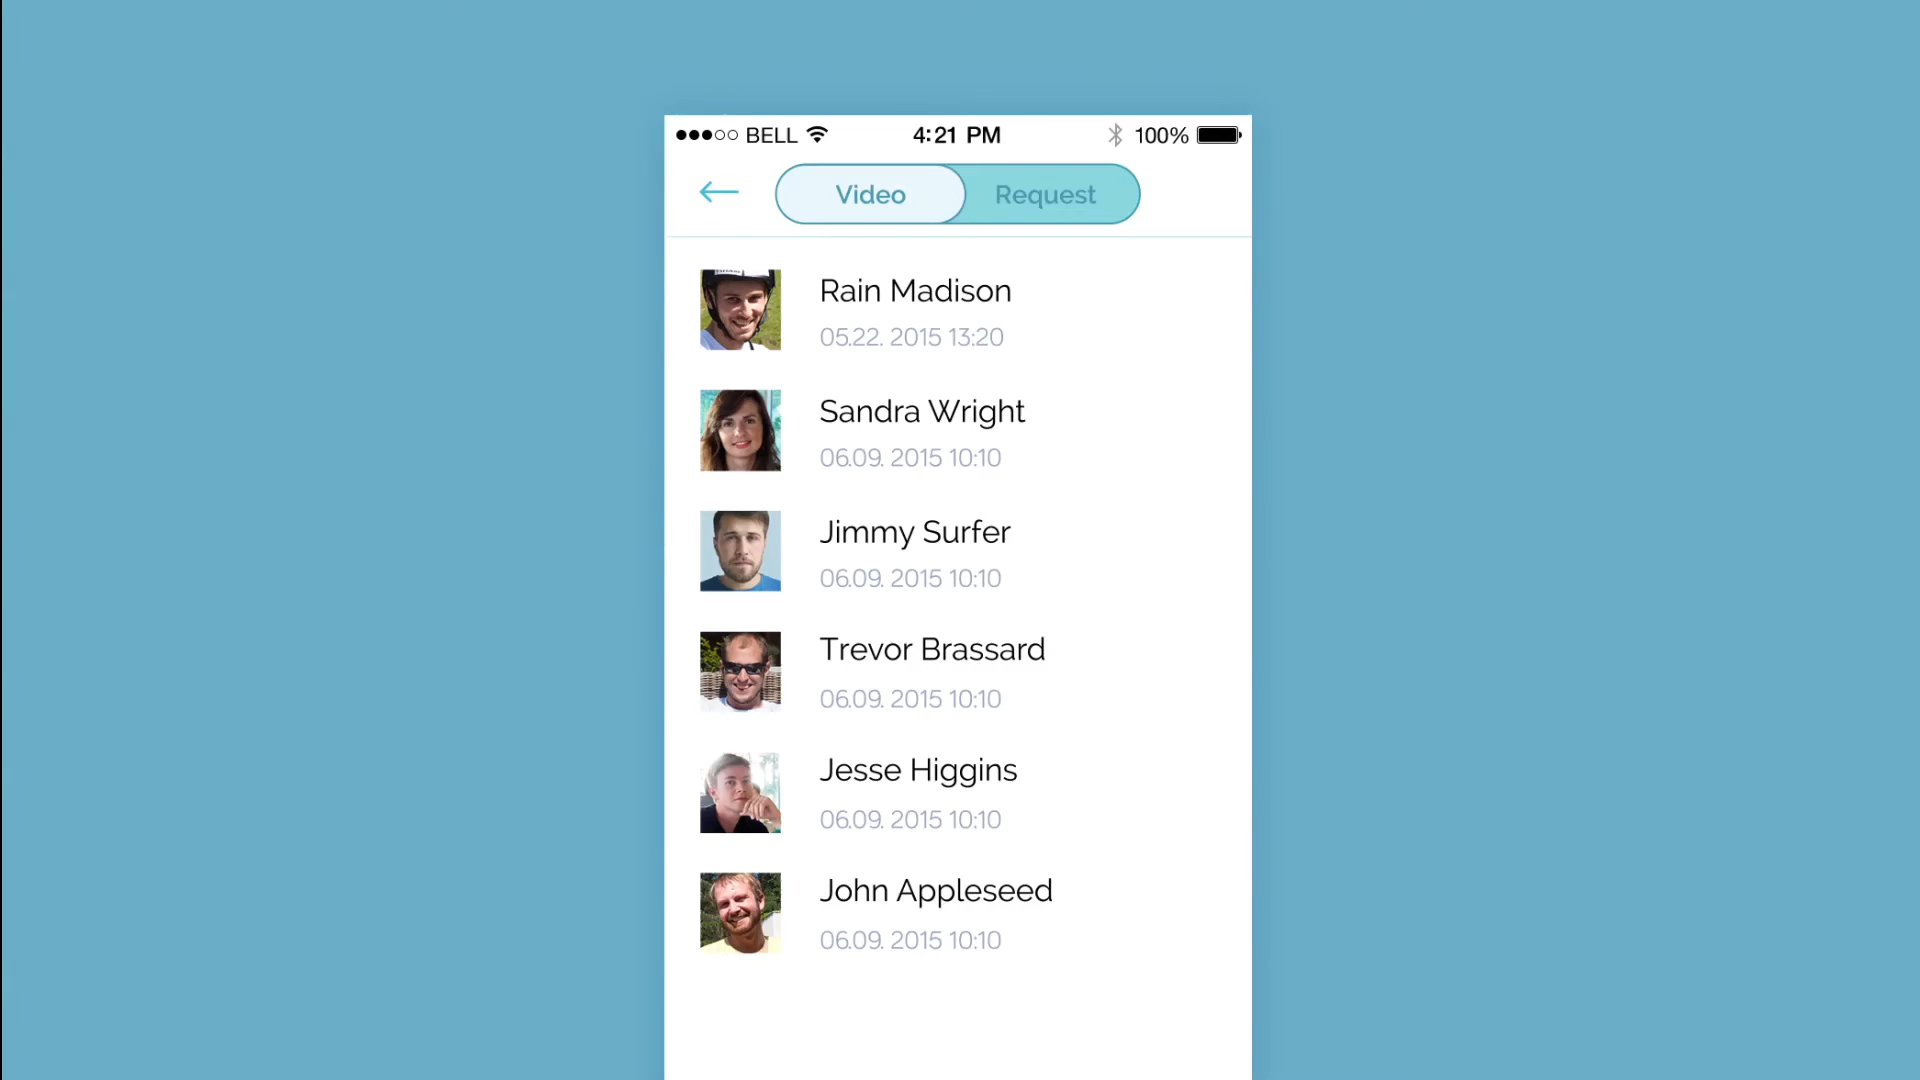 BELL 4:21 PM 100%
Video Request
Rain Madison
05.22. 2015 13:20
Sandra Wright
06.09. 2015 10:10
Jimmy Surfer
06.09. 2015 10:10
Trevor Brassard
06.09. 2015 10:10
Jesse Higgins
06.09. 2015 10:10
John Appleseed
06.09. 2015 10:10